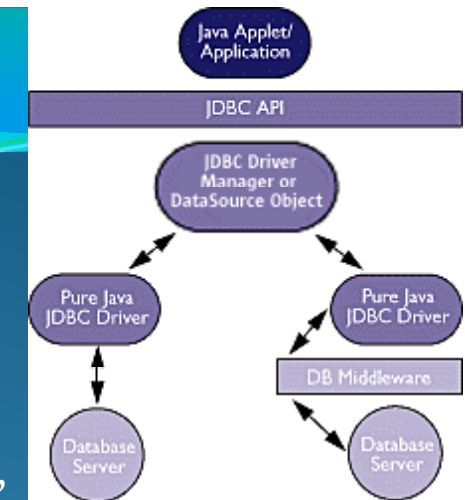 Java Applet/
Application
JDBC API
JDBC Driver
Manager or
DataSource Object
Pure Java
JDBC Driver
Pure Java
JDBC Driver
DB Middleware
Database
Server
Database
Server
,